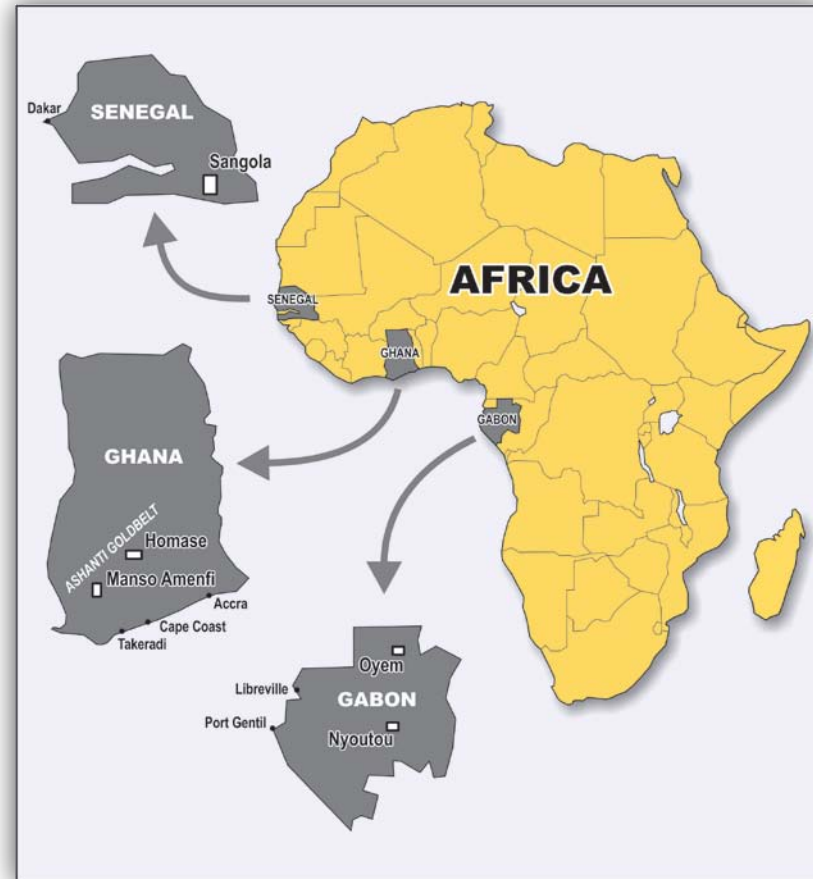 Dakar
SENEGAL
Sangola
AFRICA
SENEGAL
GHANA
GABON
GHANA
ASHANTI GOLDBELT
Homase
Manso Amenfi
Accra
Cape Coast
Takeradi
Oyem
Libreville
GABON
Port Gentil
Nyoutou